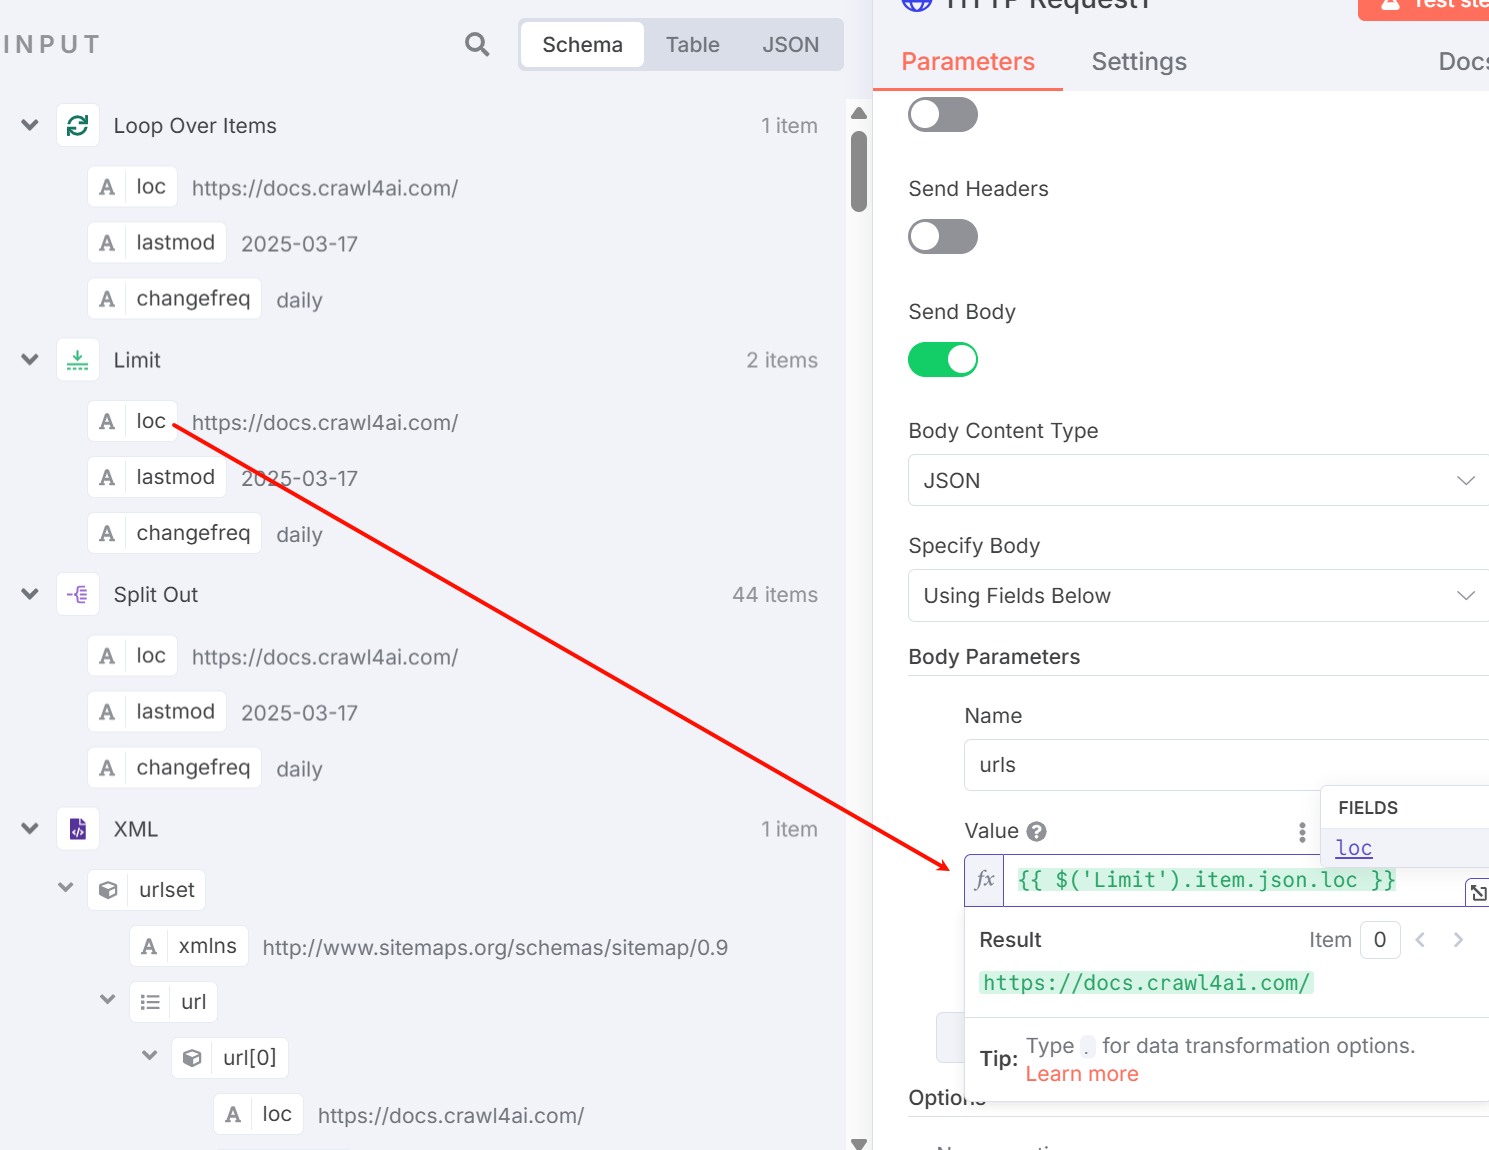 INPUT
Schema
Table
JSON
Loop Over Items
1 item
A loc https://docs.crawl4ai.com/
A lastmod 2025-03-17
A changefreq daily
Limit
2 items
A loc https://docs.crawl4ai.com/
A lastmod 2025-03-17
A changefreq daily
Split Out
44 items
A loc https://docs.crawl4ai.com/
A lastmod 2025-03-17
A changefreq daily
XML
1 item
urlset
A xmlns http://www.sitemaps.org/schemas/sitemap/0.9
url
url[0]
A loc https://docs.crawl4ai.com/
HTTP Request1
Test
Parameters
Settings
Docs
Send Headers
Send Body
Body Content Type
JSON
Specify Body
Using Fields Below
Body Parameters
Name
urls
Value
FIELDS
loc
fx {{ $('Limit').item.json.loc }}
Result
Item 0
https://docs.crawl4ai.com/
Tip: Type . for data transformation options.
Learn more
Options